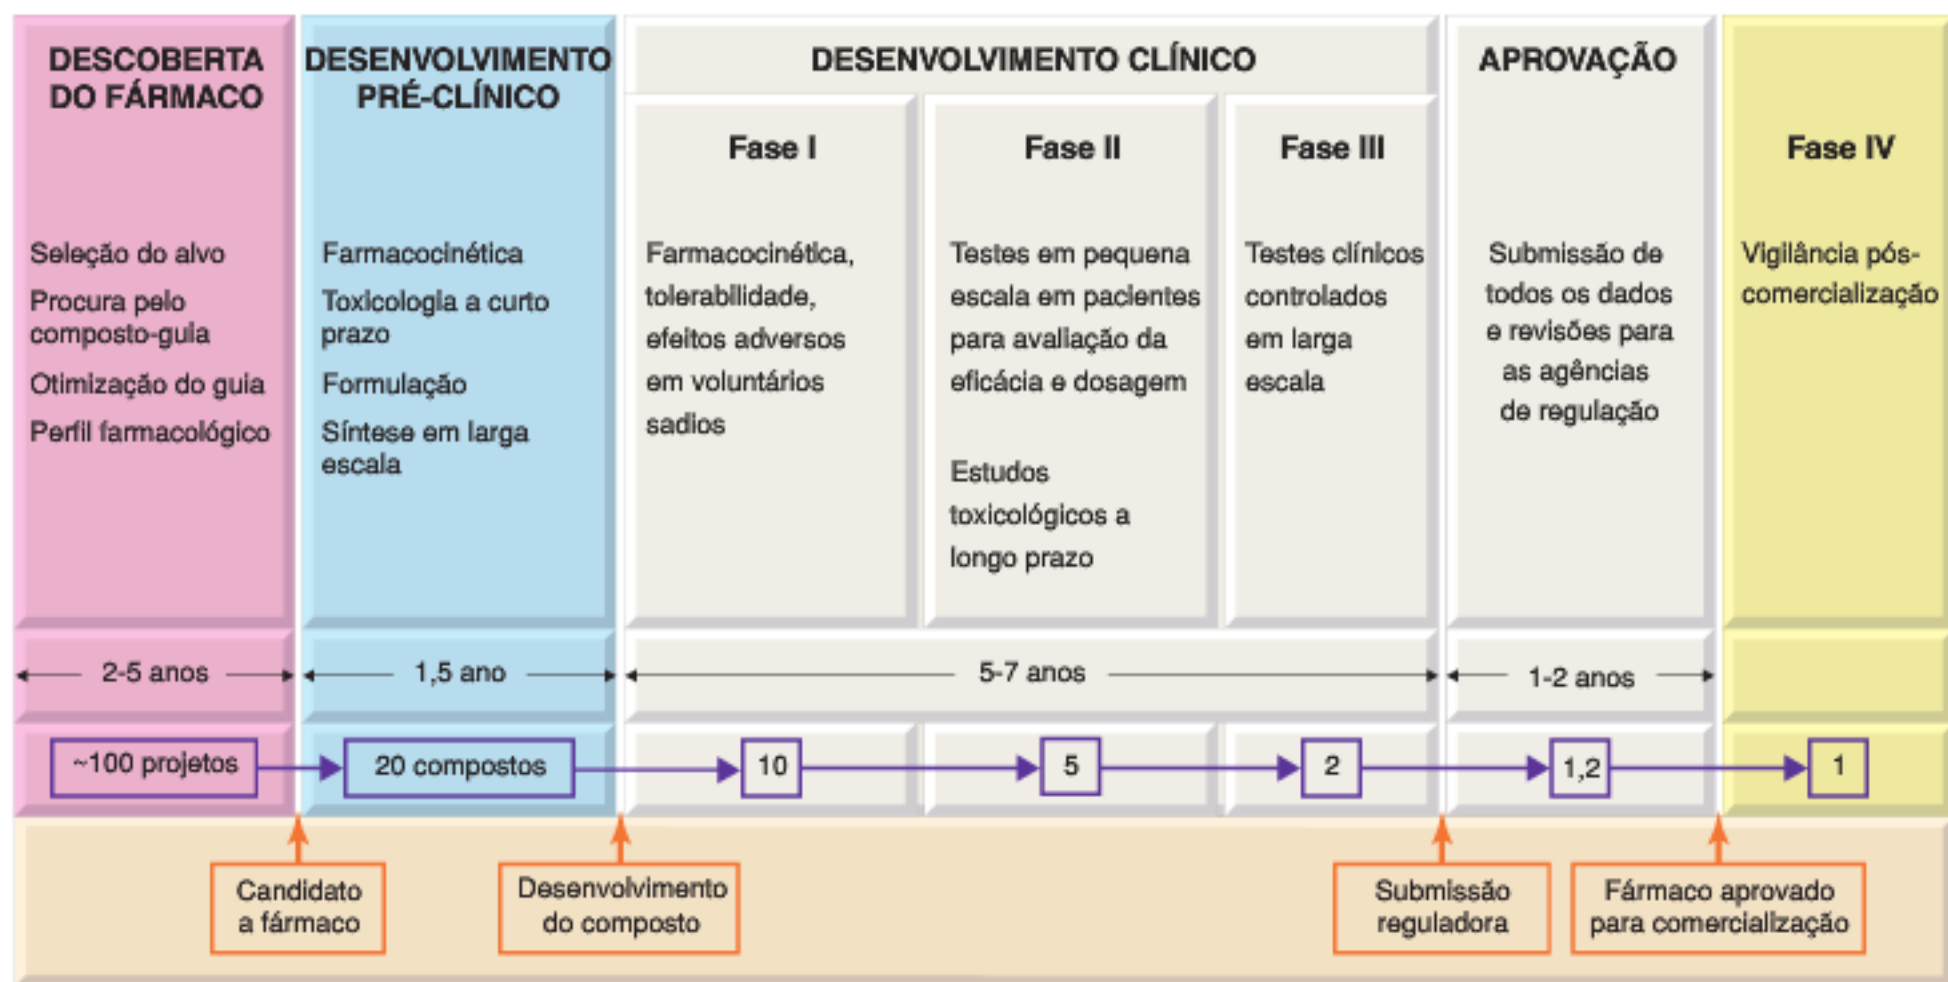 DESCOBERTA
DO FÁRMACO
Seleção do alvo
Procura pelo
composto-guia
Otimização do guia
Perfil farmacológico
2-5 anos
~100 projetos
DESENVOLVIMENTO
PRÉ-CLÍNICO
Farmacocinética
Toxicologia a curto
prazo
Formulação
Síntese em larga
escala
1,5 ano
20 compostos
DESENVOLVIMENTO CLÍNICO
Fase I
Farmacocinética,
tolerabilidade,
efeitos adversos
em voluntários
sadios
Fase II
Testes em pequena
escala em pacientes
para avaliação da
eficácia e dosagem
Estudos
toxicológicos a
longo prazo
Fase III
Testes clínicos
controlados
em larga
escala
5-7 anos
10
5
2
APROVAÇÃO
Submissão de
todos os dados
e revisões para
as agências
de regulação
1-2 anos
1,2
Fase IV
Vigilância pós-
comercialização
1
Candidato
a fármaco
Desenvolvimento
do composto
Submissão
reguladora
Fármaco aprovado
para comercialização